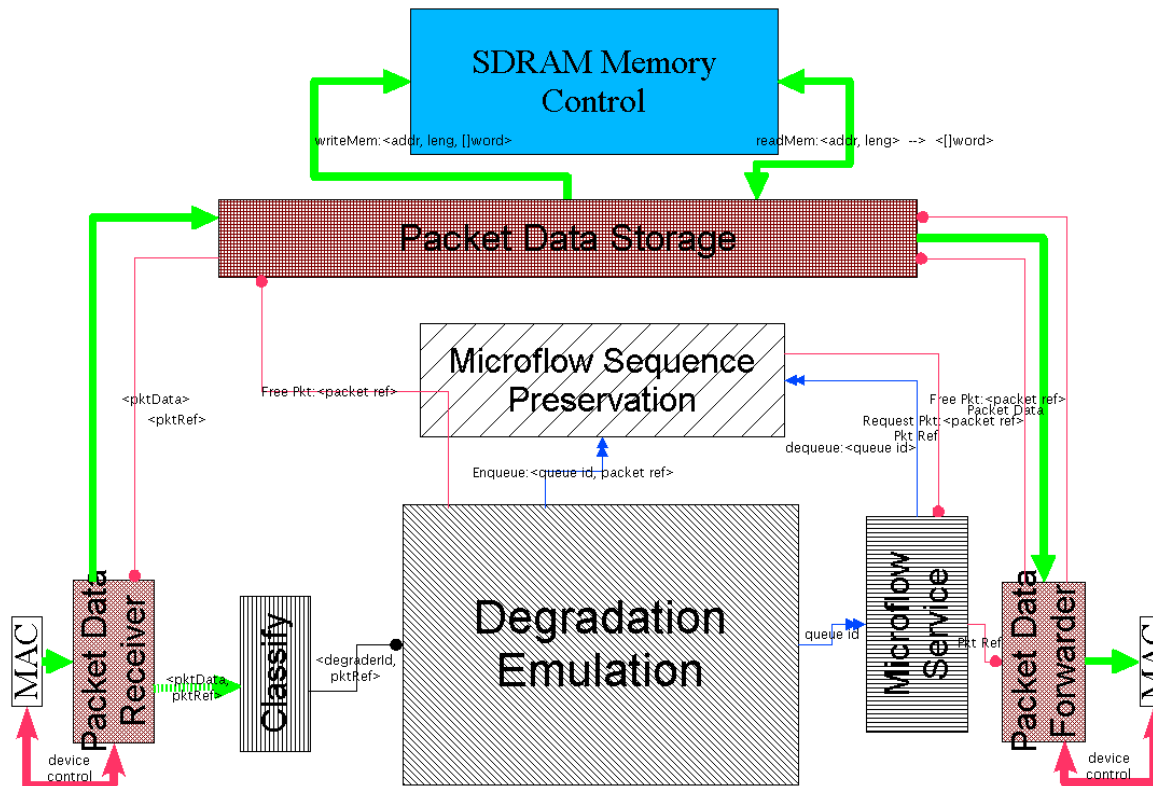 SDRAM Memory
Control
writeMem:<addr, leng, []word>
readMem:<addr, leng> --> <[]word>
Packet Data Storage
Microflow Sequence
Preservation
<pktData>
<pktRef>
Free Pkt:<packet ref>
Free Pkt:<packet ref>
Packet Data
Request Pkt:<packet ref>
Pkt Ref
dequeue:<queue id>
Enqueue:<queue id, packet ref>
MAC
Packet Data
Receiver
<pktData,
pktRef>
Classify
<degraderId,
pktRef>
Degradation
Emulation
queue id
Microflow
Service
Pkt Ref
Packet Data
Forwarder
MAC
device
control
device
control